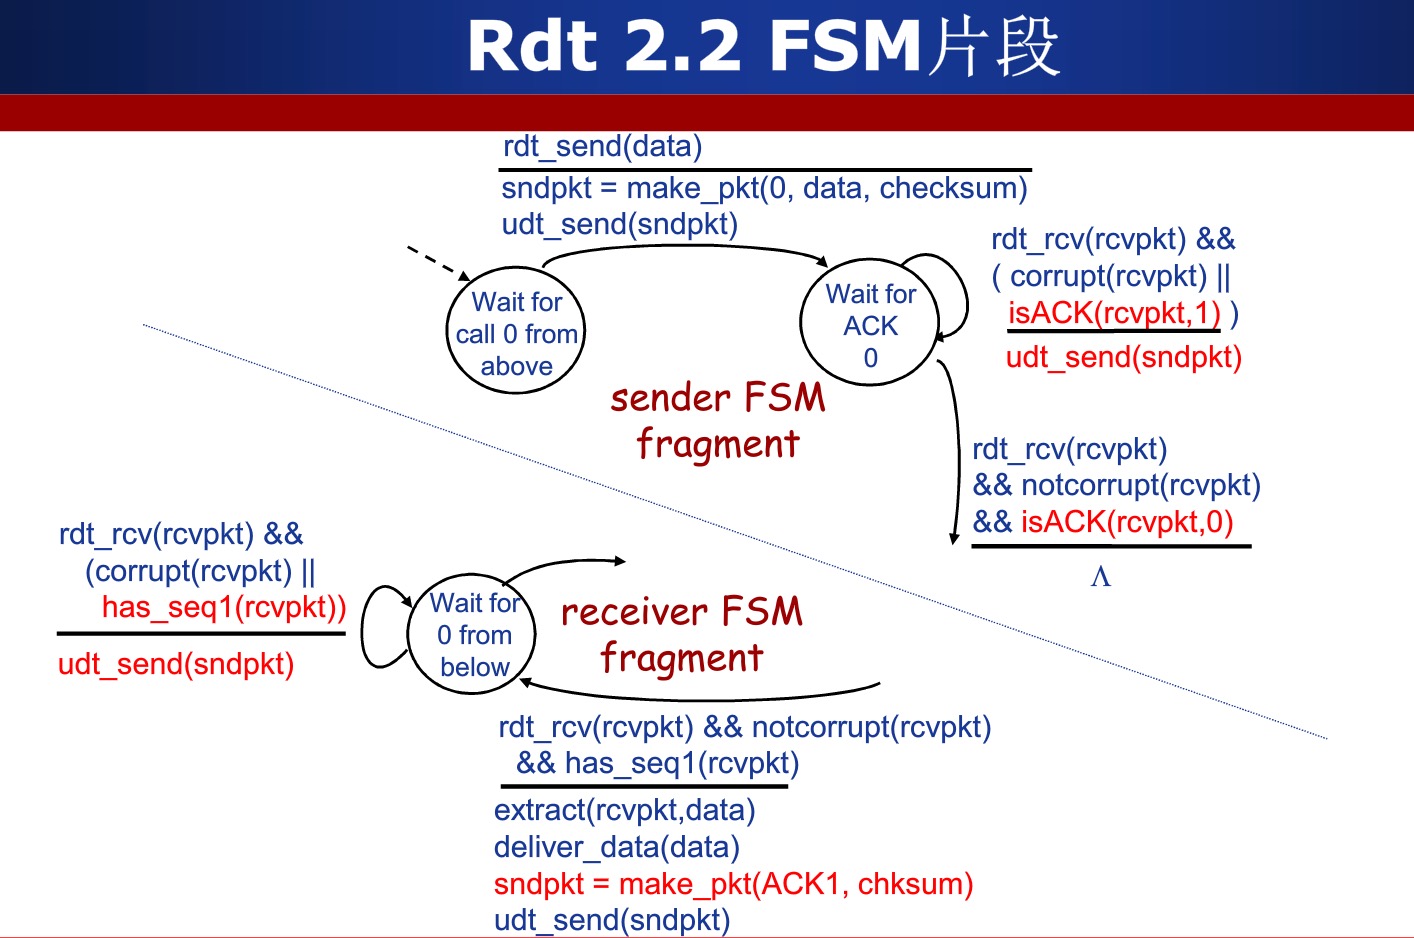 Rdt 2.2 FSM片段
rdt_send(data)
sndpkt = make_pkt(0, data, checksum)
udt_send(sndpkt)
Wait for
call 0 from
above
Wait for
ACK
0
rdt_rcv(rcvpkt) &&
( corrupt(rcvpkt) ||
isACK(rcvpkt,1) )
udt_send(sndpkt)
sender FSM
fragment
rdt_rcv(rcvpkt)
&& notcorrupt(rcvpkt)
&& isACK(rcvpkt,0)
Λ
rdt_rcv(rcvpkt) &&
(corrupt(rcvpkt) ||
has_seq1(rcvpkt))
udt_send(sndpkt)
Wait for
0 from
below
receiver FSM
fragment
rdt_rcv(rcvpkt) && notcorrupt(rcvpkt)
&& has_seq1(rcvpkt)
extract(rcvpkt,data)
deliver_data(data)
sndpkt = make_pkt(ACK1, chksum)
udt_send(sndpkt)